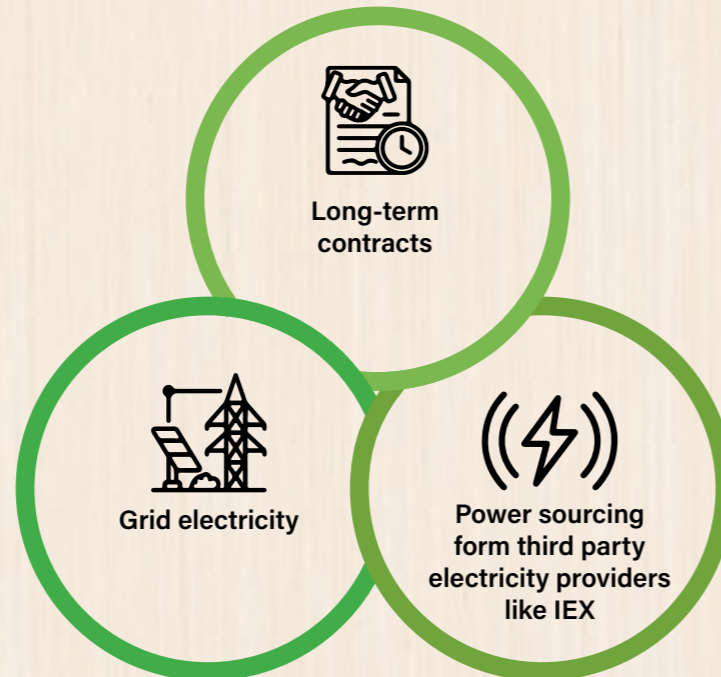 Long-term
contracts
Grid electricity
Power sourcing
form third party
electricity providers
like IEX